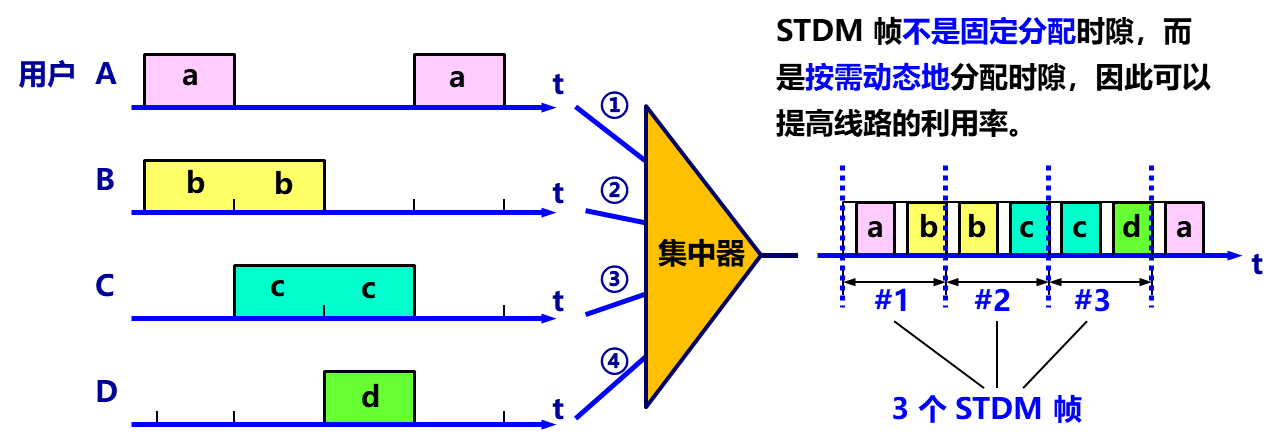 STDM 帧不是固定分配时隙，而
是按需动态地分配时隙，因此可以
提高线路的利用率。
用户 A a a t ①
B b b t ②
C c c t ③
D d t ④
集中器
a b b c c d a t
#1 #2 #3
3 个 STDM 帧